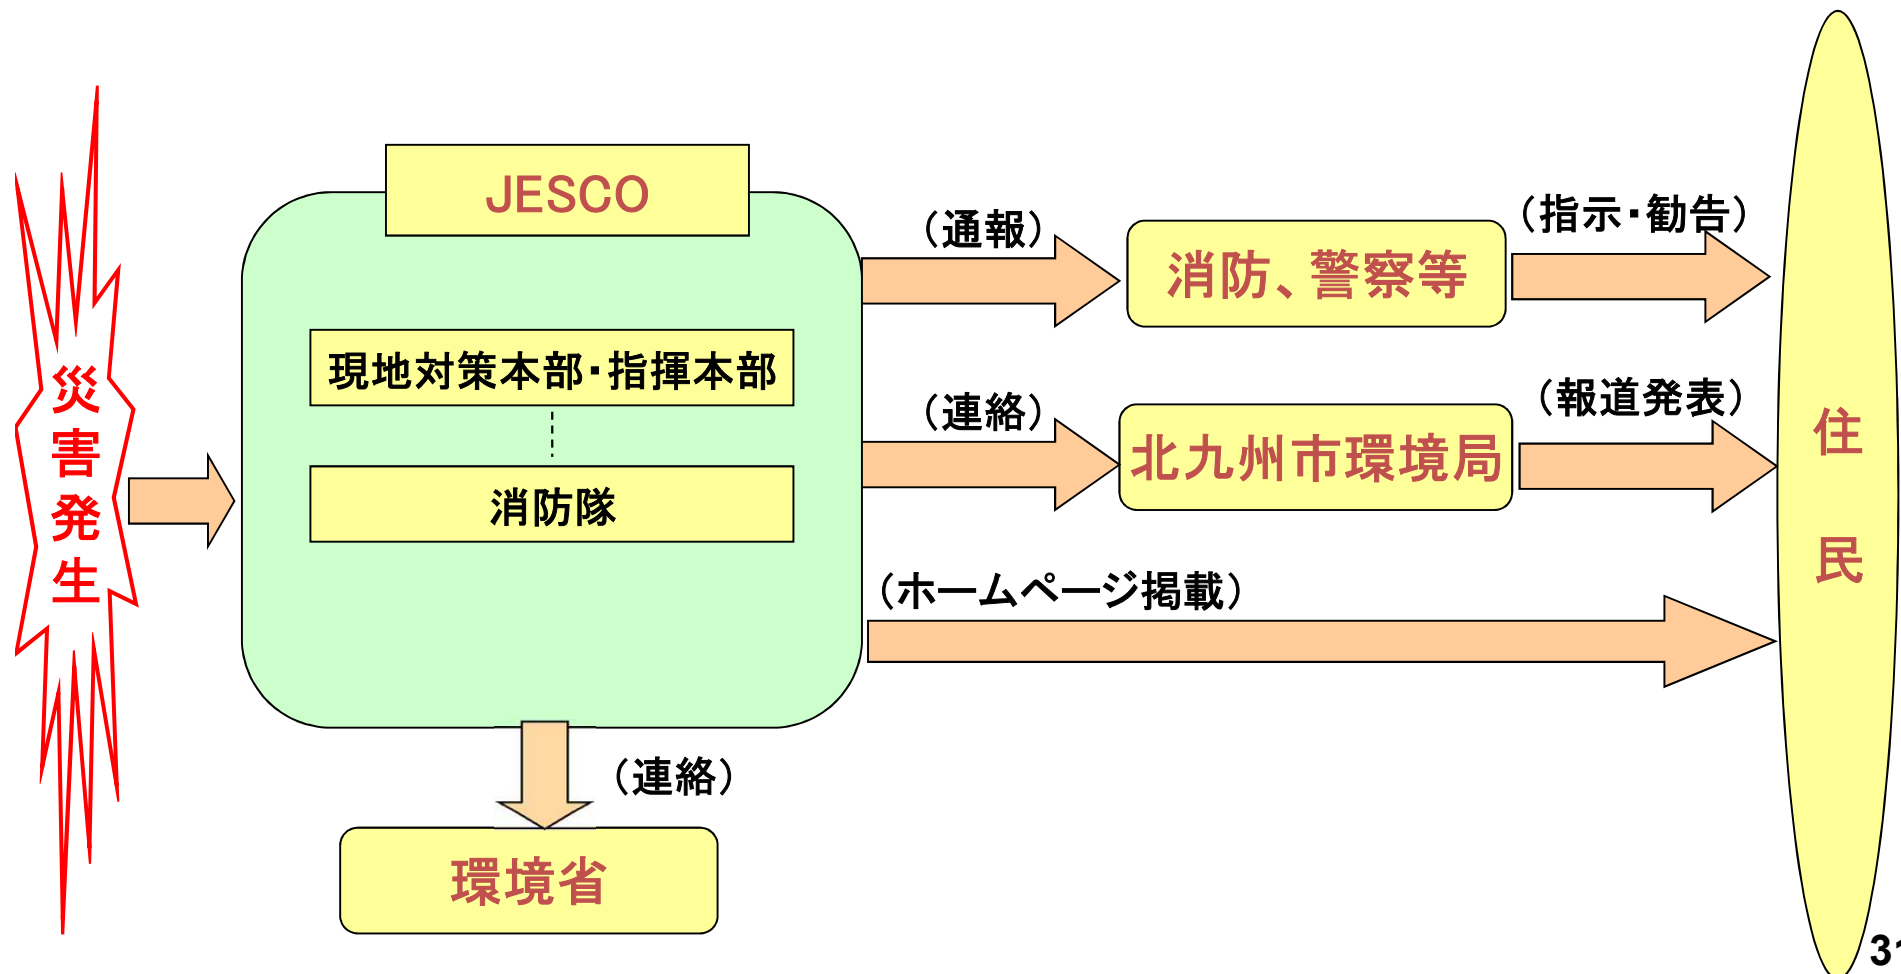 災害発生
JESCO
現地対策本部・指揮本部
消防隊
（通報）
消防、警察等
（指示・勧告）
（連絡）
北九州市環境局
（報道発表）
（ホームページ掲載）
住民
（連絡）
環境省
31